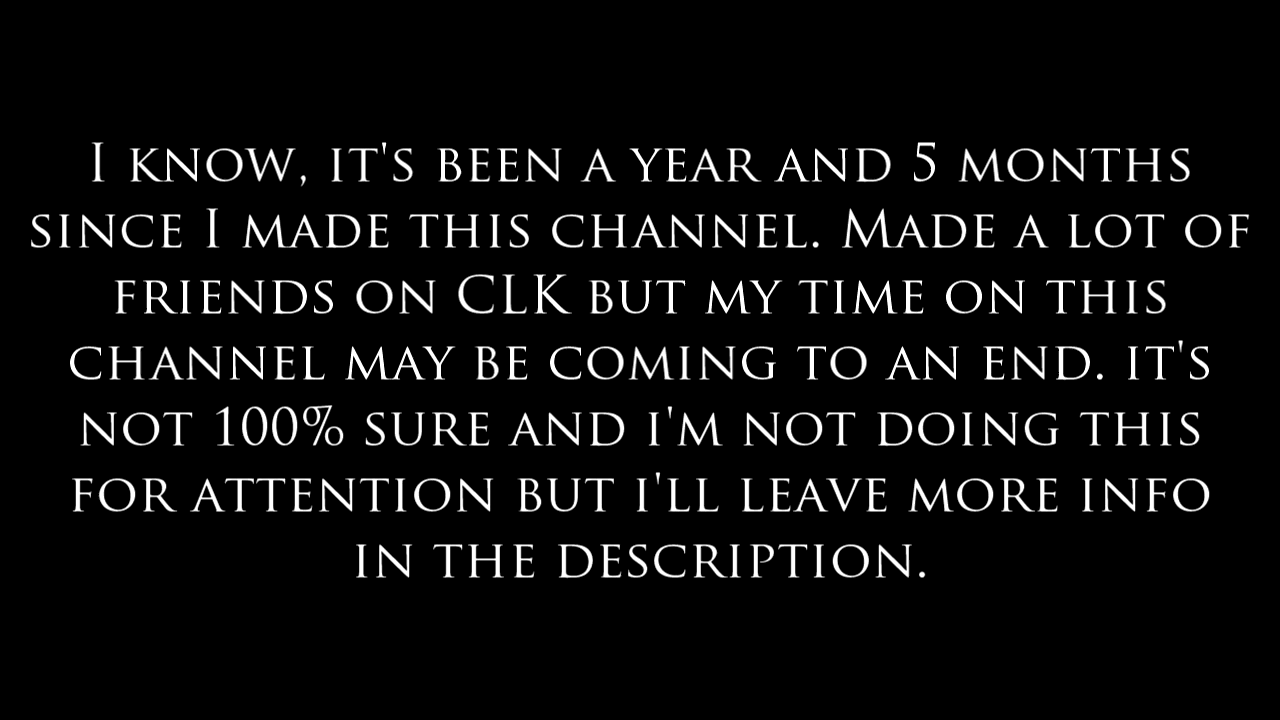 I know, it's been a year and 5 months
since I made this channel. Made a lot of
friends on CLK but my time on this
channel may be coming to an end. it's
not 100% sure and i'm not doing this
for attention but i'll leave more info
in the description.